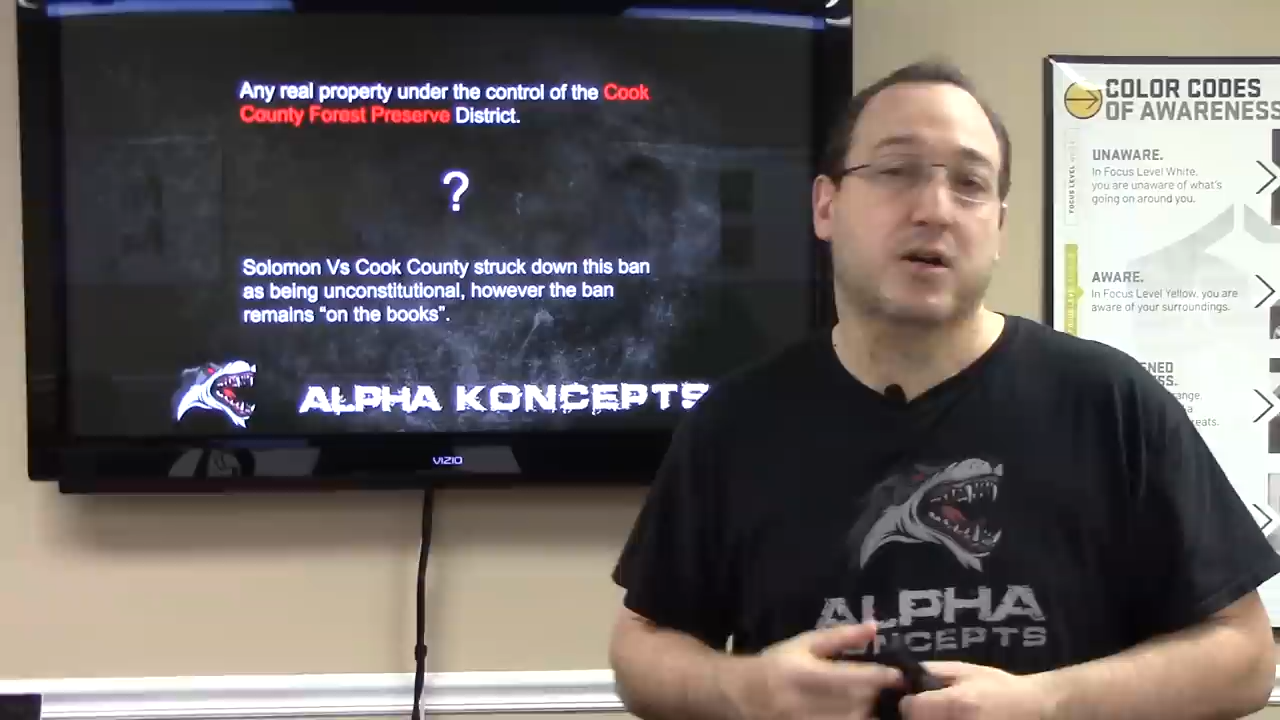 Any real property under the control of the Cook
County Forest Preserve District.
?
Solomon Vs Cook County struck down this ban
as being unconstitutional, however the ban
remains "on the books".
ALPHA KONCEPTS
VIZIO
COLOR CODES
OF AWARENESS
UNAWARE.
In Focus Level White,
you are unaware of what's
going on around you.
FOCUS LEVEL
AWARE.
In Focus Level Yellow, you are
aware of your surroundings.
ALPHA
KONCEPTS